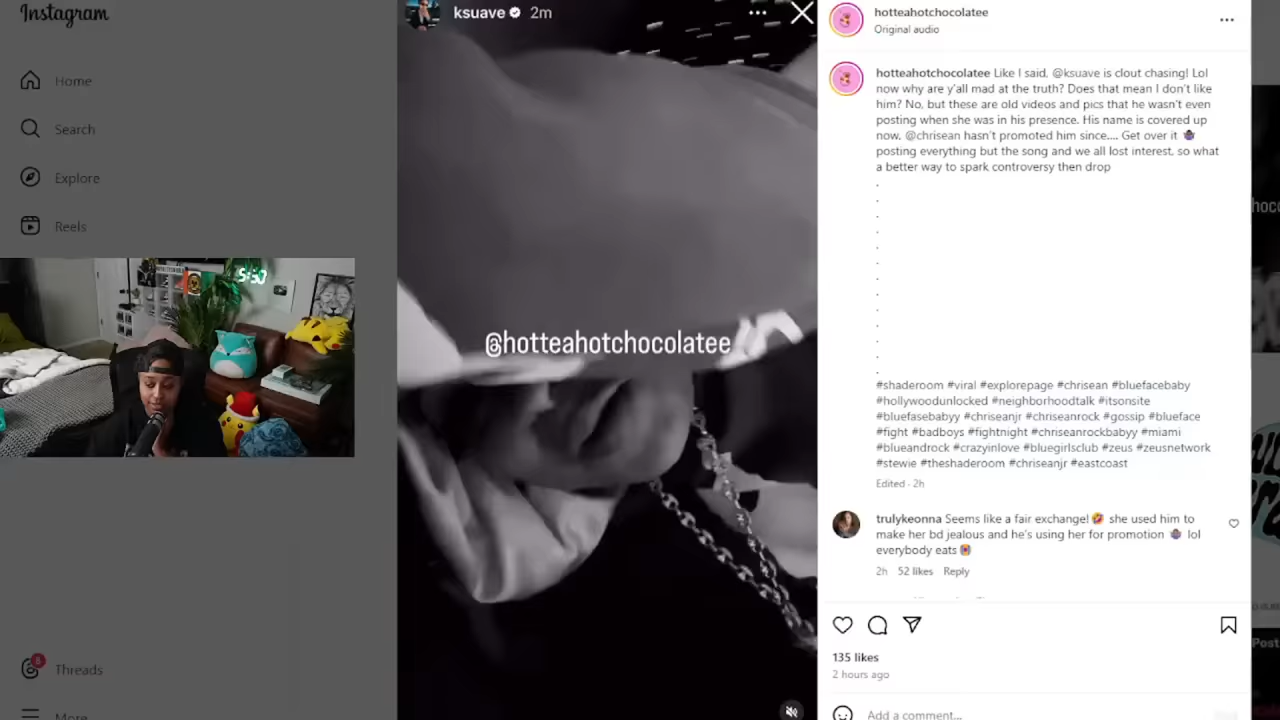 Instagram
Home
Search
Explore
Reels
5:50
8
Threads
More
ksuave 2m
@hotteahotchocolatee
hotteahotchocolatee
Original audio
hotteahotchocolatee Like I said, @ksuave is clout chasing! Lol
now why are y'all mad at the truth? Does that mean I don't like
him? No, but these are old videos and pics that he wasn't even
posting when she was in his presence. His name is covered up
now, @chrisean hasn't promoted him since.... Get over it
posting everything but the song and we all lost interest, so what
a better way to spark controversy then drop
.
.
.
.
.
.
.
.
.
.
.
.
.
#shaderoom #viral #explorepage #chrisean #bluefacebaby
#hollywoodunlocked #neighborhoodtalk #itsonsite
#bluefasebabyy #chriseanjr #chriseanrock #gossip #blueface
#fight #badboys #fightnight #chriseanrockbabyy #miami
#blueandrock #crazyinlove #bluegirlsclub #zeus #zeusnetwork
#stewie #theshaderoom #chriseanjr #eastcoast
Edited · 2h
trulykeonna Seems like a fair exchange! she used him to
make her bd jealous and he's using her for promotion lol
everybody eats
2h 52 likes Reply
135 likes
2 hours ago
Add a comment...
Post